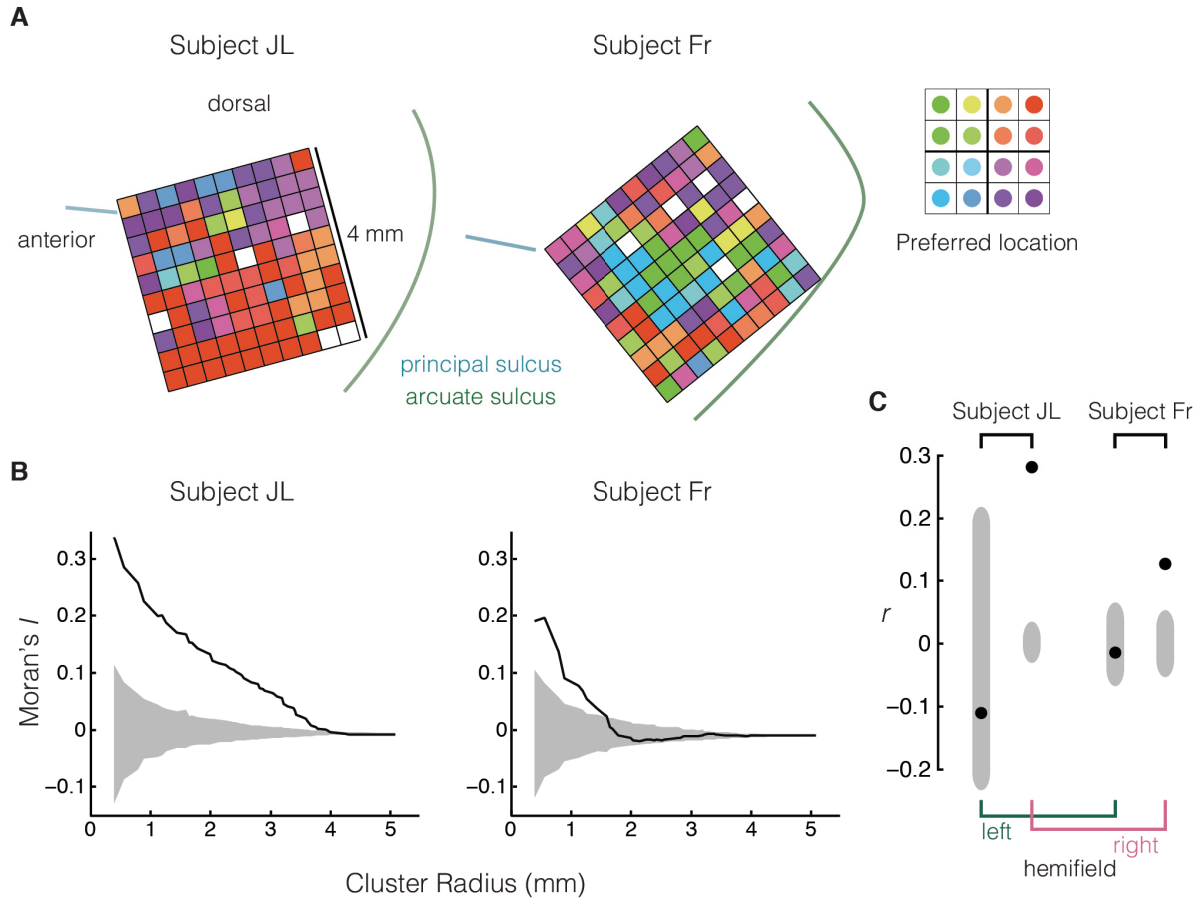 A
Subject JL
Subject Fr
dorsal
anterior
4 mm
Preferred location
principal sulcus
arcuate sulcus
B
Subject JL
Subject Fr
Moran's I
0.3
0.2
0.1
0
−0.1
0 1 2 3 4 5
0.3
0.2
0.1
0
−0.1
0 1 2 3 4 5
Cluster Radius (mm)
C
Subject JL Subject Fr
r
0.3
0.2
0.1
0
−0.1
−0.2
left
right
hemifield